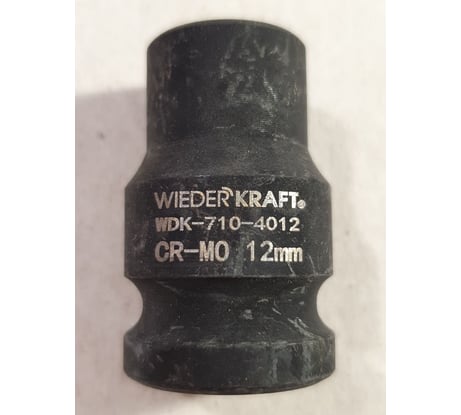 WIEDERKRAFT®
WDK-710-4012
CR-MO 12mm